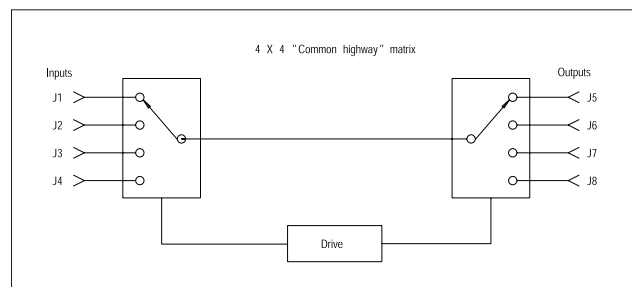 4 X 4 "Common highway" matrix
Inputs Outputs
J1 J5
J2 J6
J3 J7
J4 J8
Drive